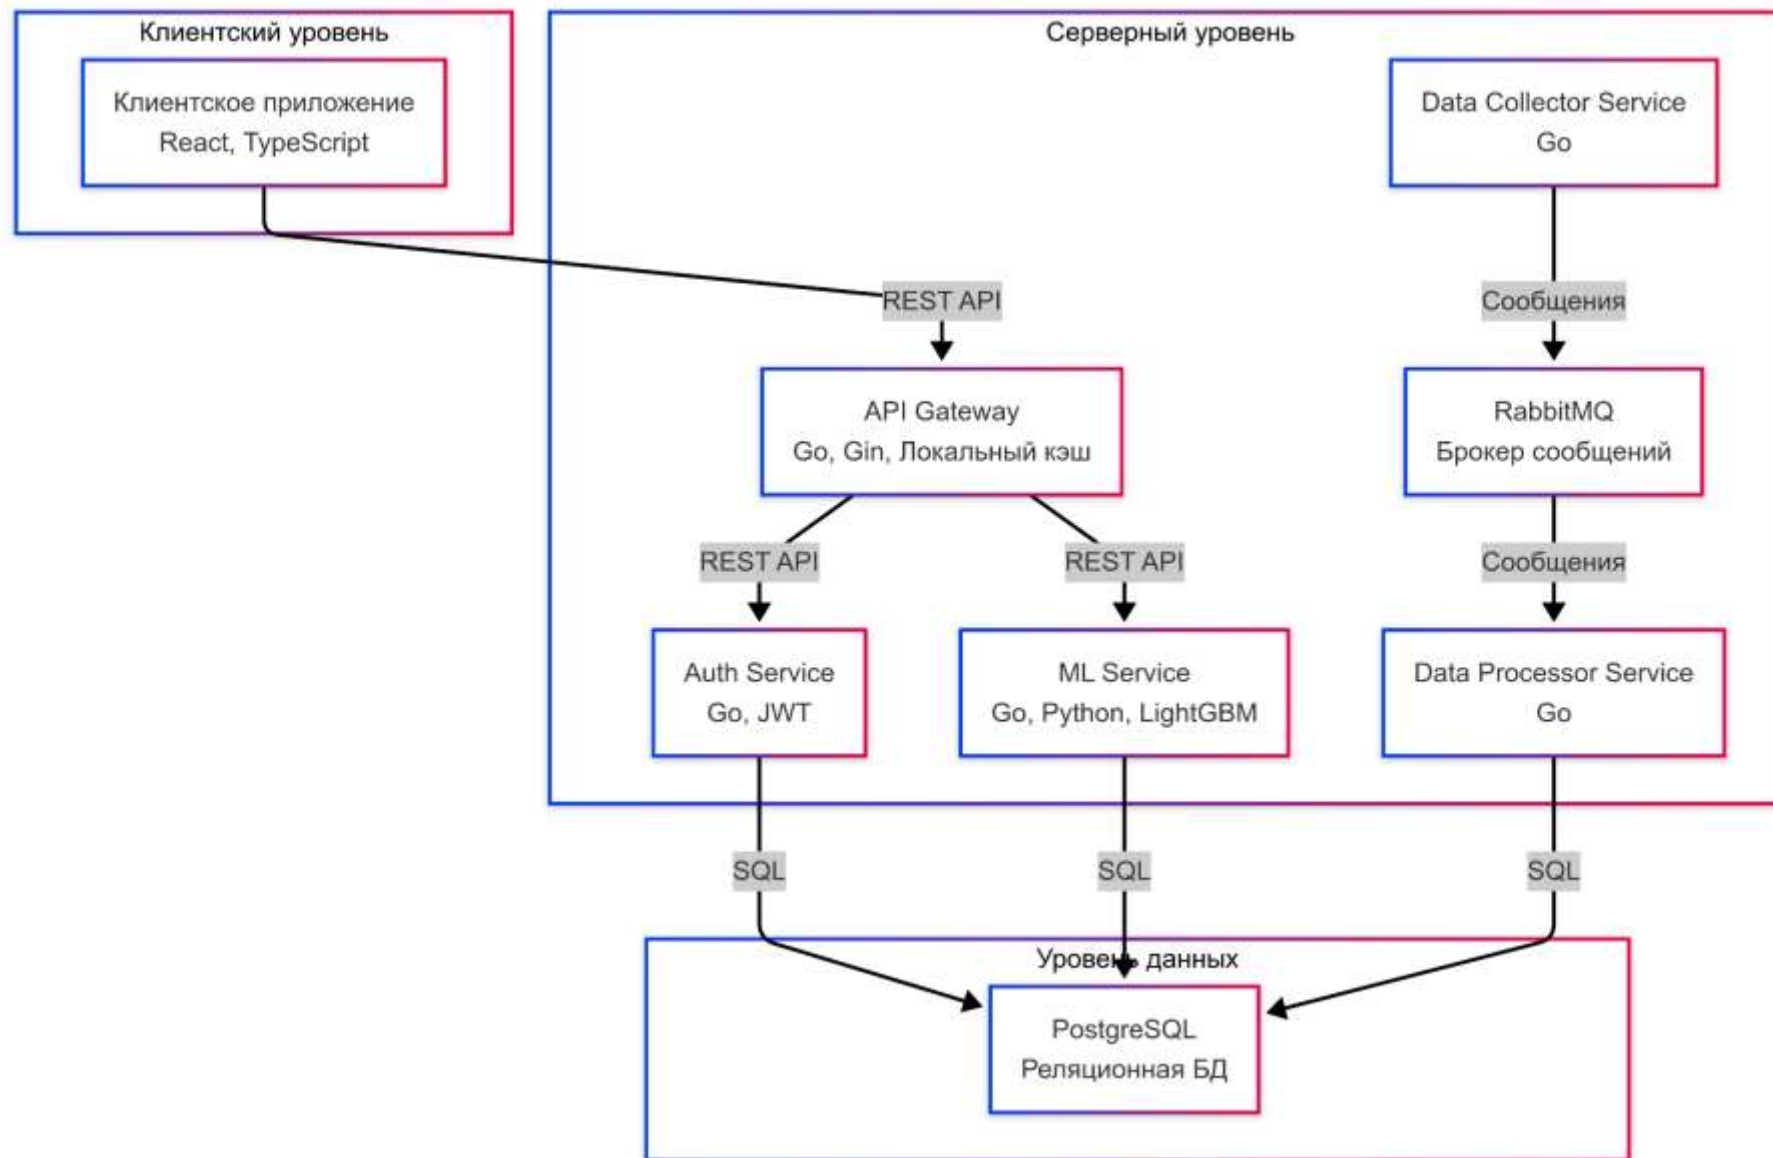 Клиентский уровень
Клиентское приложение
React, TypeScript
Серверный уровень
Data Collector Service
Go
REST API
Сообщения
API Gateway
Go, Gin, Локальный кэш
RabbitMQ
Брокер сообщений
REST API
REST API
Сообщения
Auth Service
Go, JWT
ML Service
Go, Python, LightGBM
Data Processor Service
Go
SQL
SQL
SQL
Уровень данных
PostgreSQL
Реляционная БД